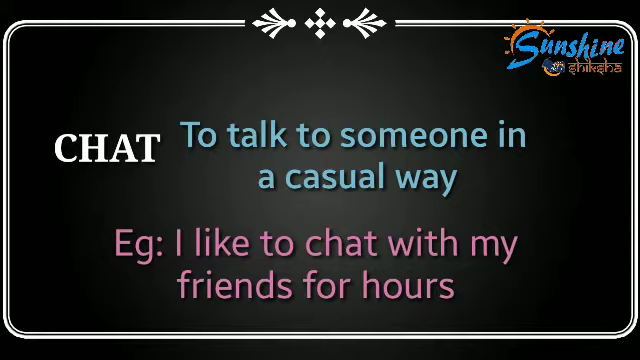 Sunshine
shiksha
CHAT
To talk to someone in
a casual way
Eg: I like to chat with my
friends for hours